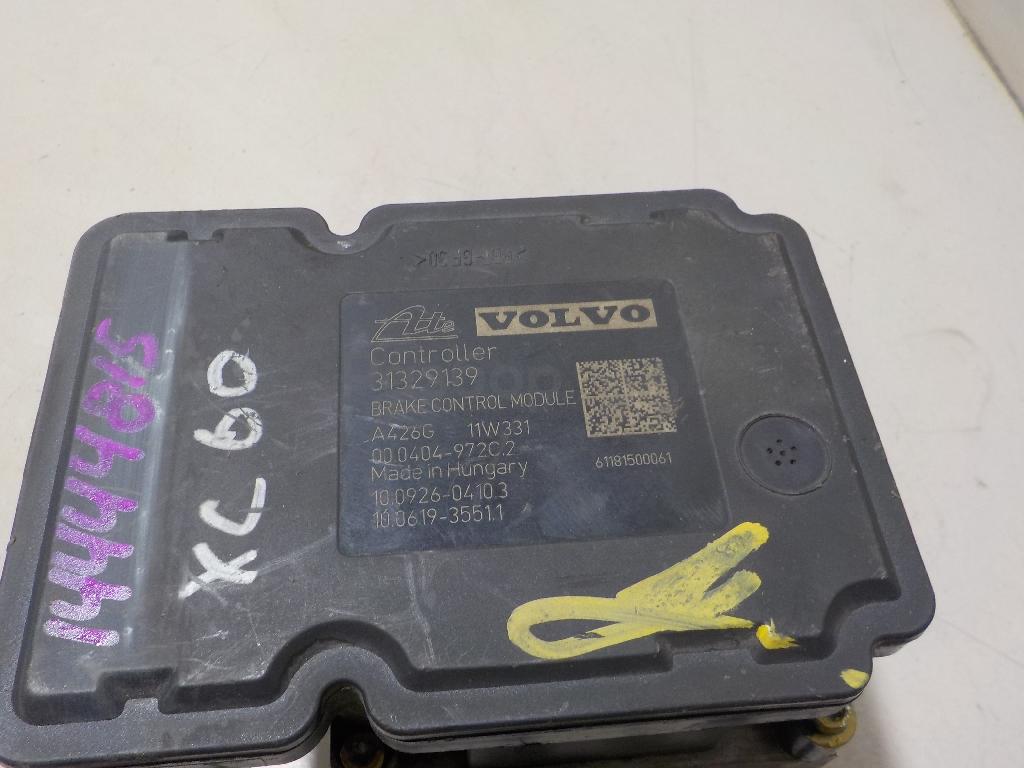 Ate VOLVO
Controller
31329139
BRAKE CONTROL MODULE
A426G 11W331
00.0404-972C.2
Made in Hungary
61181500061
10.0926-0410.3
10.0619-3551.1
XC 60